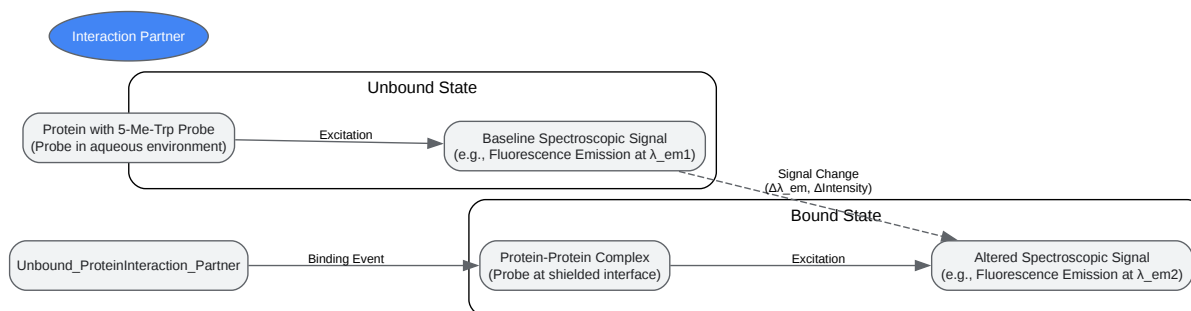 Interaction Partner
Unbound State
Protein with 5-Me-Trp Probe
(Probe in aqueous environment)
Excitation
Baseline Spectroscopic Signal
(e.g., Fluorescence Emission at λ_em1)
Signal Change
(Δλ_em, ΔIntensity)
Bound State
Unbound_ProteinInteraction_Partner
Binding Event
Protein-Protein Complex
(Probe at shielded interface)
Excitation
Altered Spectroscopic Signal
(e.g., Fluorescence Emission at λ_em2)